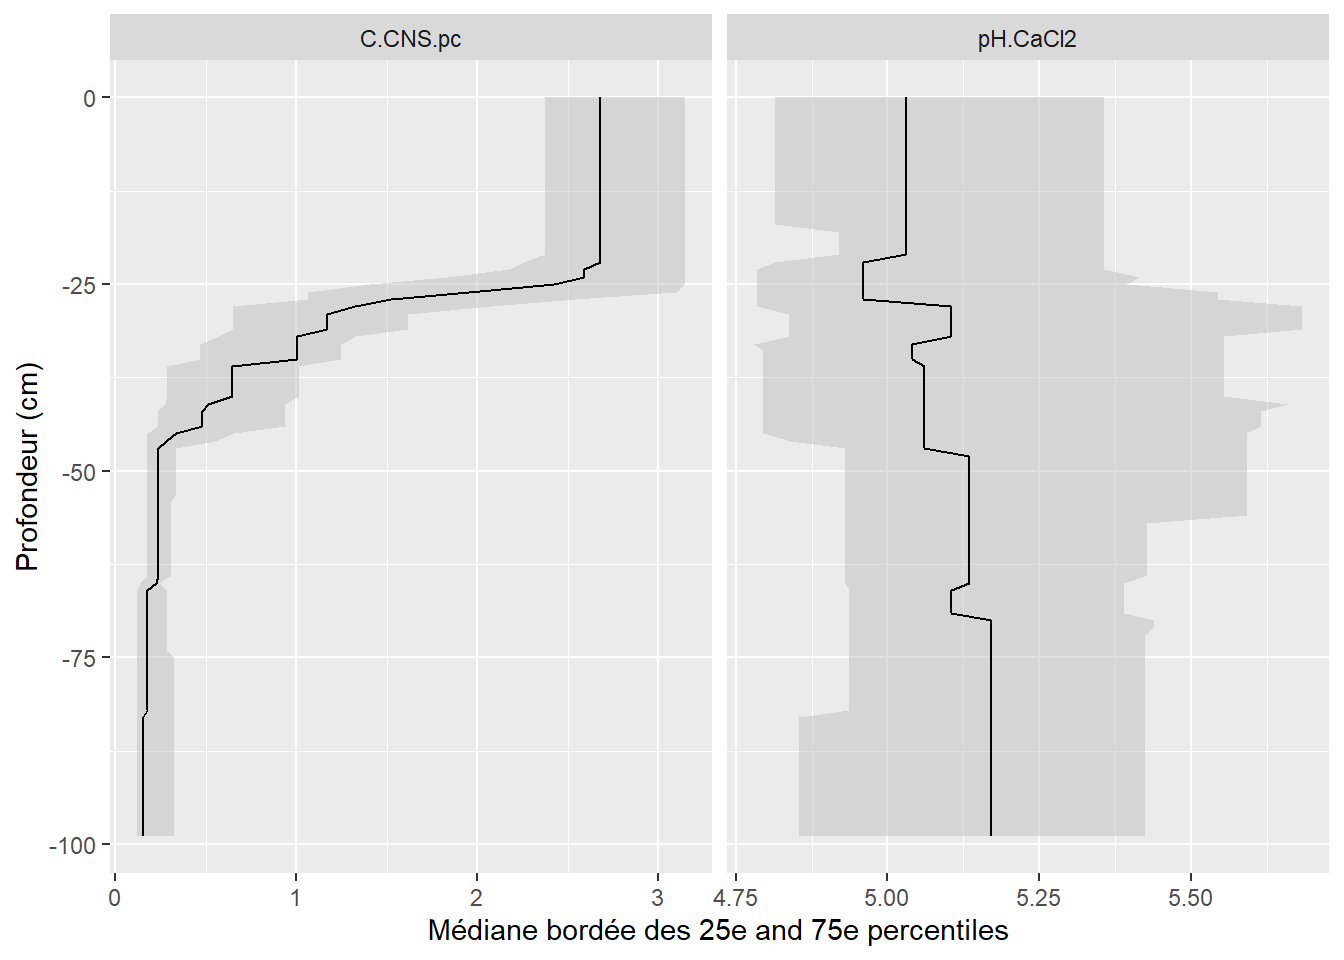 C.CNS.pc
pH.CaCl2
Profondeur (cm)
0
-25
-50
-75
-100
0 1 2 3
4.75 5.00 5.25 5.50
Médiane bordée des 25e and 75e percentiles